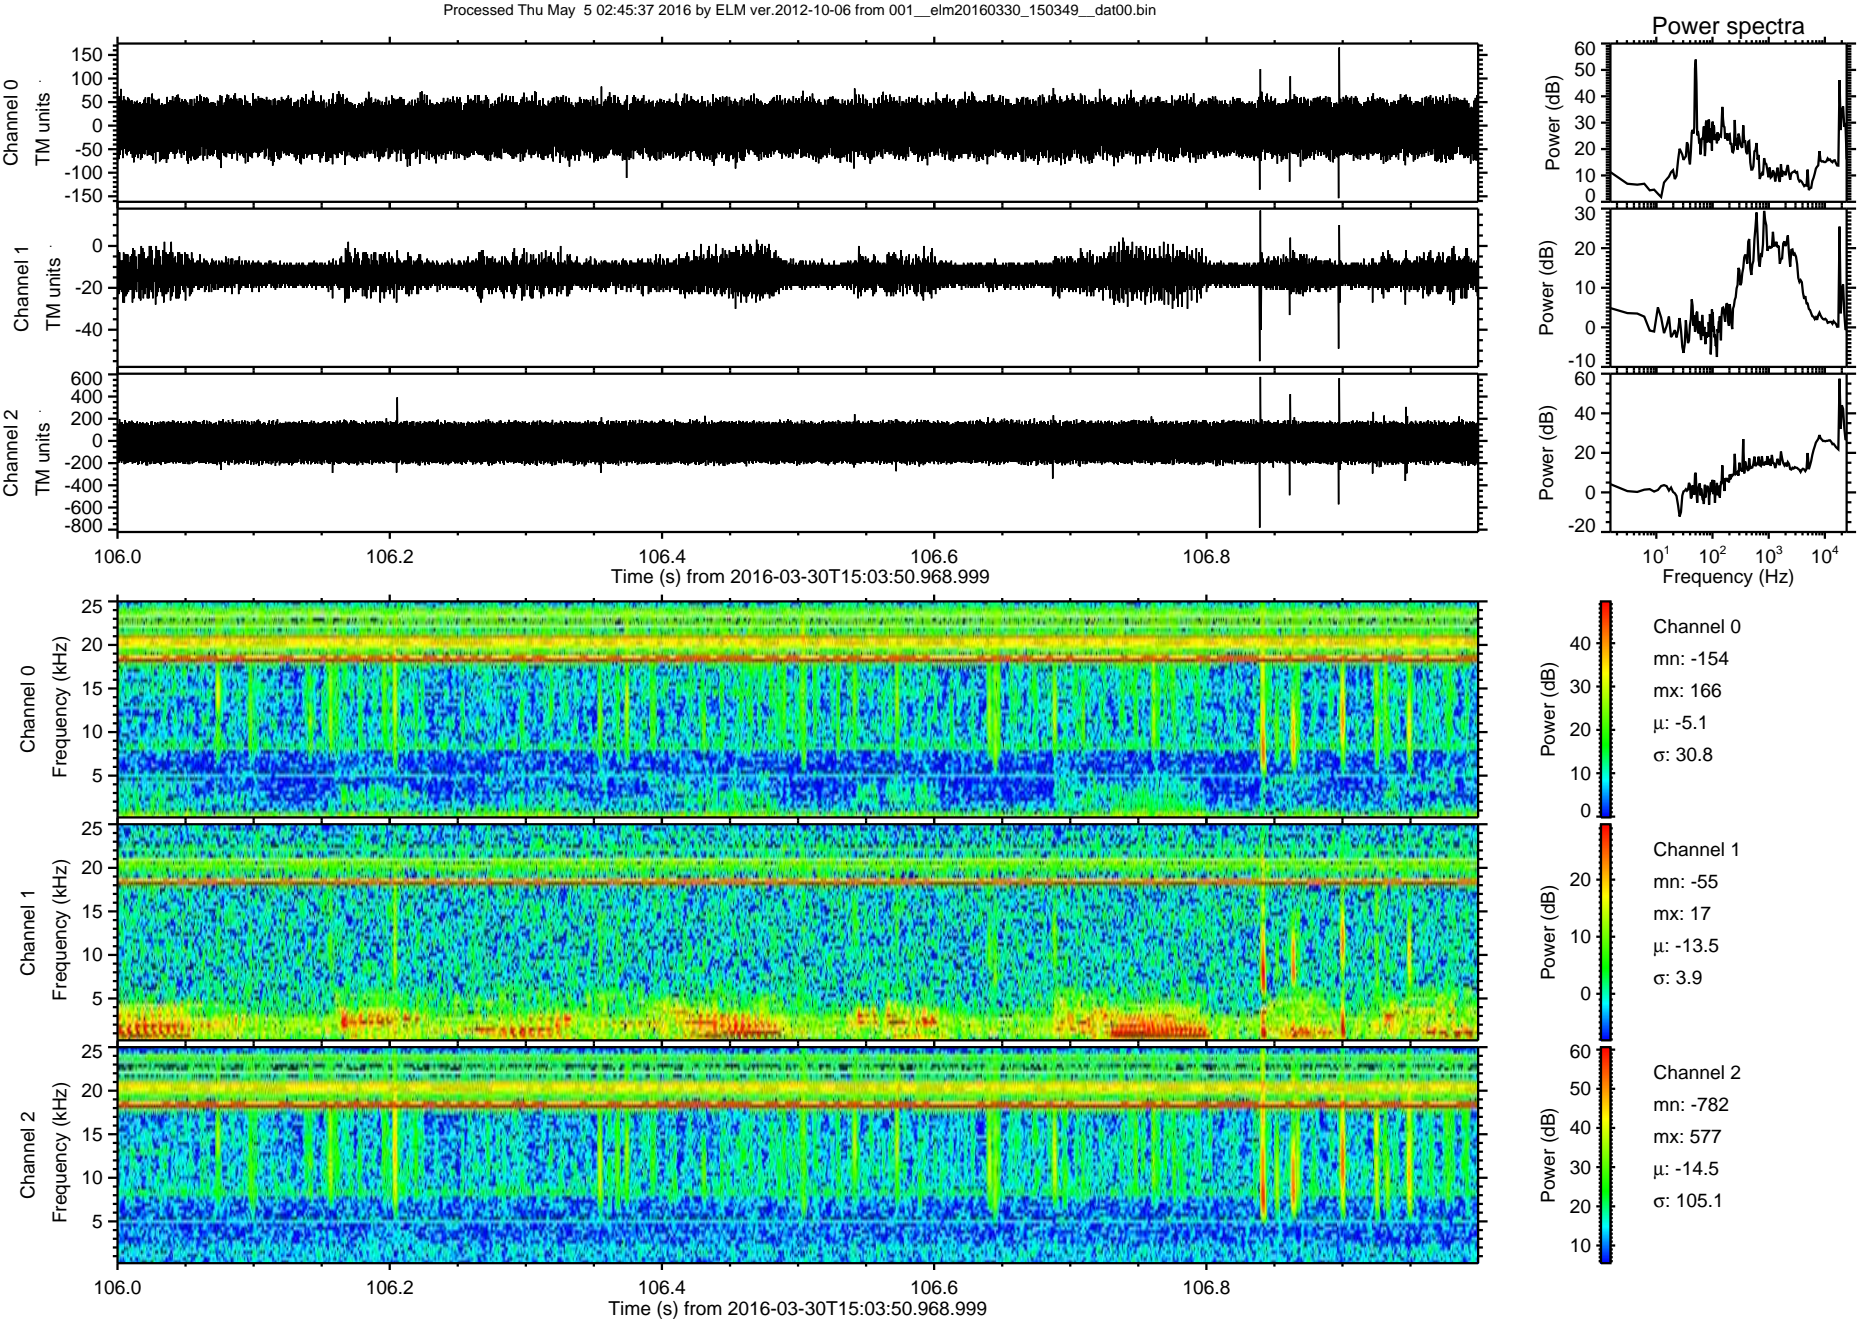 Processed Thu May  5 02:45:37 2016 by ELM ver.2012-10-06 from 001__elm20160330_150349__dat00.bin
Power spectra
Channel 0
TM units
150
100
50
0
-50
-100
-150
Power (dB)
60
50
40
30
20
10
0
Channel 1
TM units
0
-20
-40
Power (dB)
30
20
10
0
-10
Channel 2
TM units
600
400
200
0
-200
-400
-600
-800
Power (dB)
60
40
20
0
-20
106.0 106.2 106.4 106.6 106.8
Time (s) from 2016-03-30T15:03:50.968.999
10^1 10^2 10^3 10^4
Frequency (Hz)
Channel 0
Frequency (kHz)
25
20
15
10
5
Power (dB)
40
30
20
10
0
Channel 0
mn: -154
mx: 166
μ: -5.1
σ: 30.8
Channel 1
Frequency (kHz)
25
20
15
10
5
Power (dB)
20
10
0
Channel 1
mn: -55
mx: 17
μ: -13.5
σ: 3.9
Channel 2
Frequency (kHz)
25
20
15
10
5
Power (dB)
60
50
40
30
20
10
Channel 2
mn: -782
mx: 577
μ: -14.5
σ: 105.1
106.0 106.2 106.4 106.6 106.8
Time (s) from 2016-03-30T15:03:50.968.999